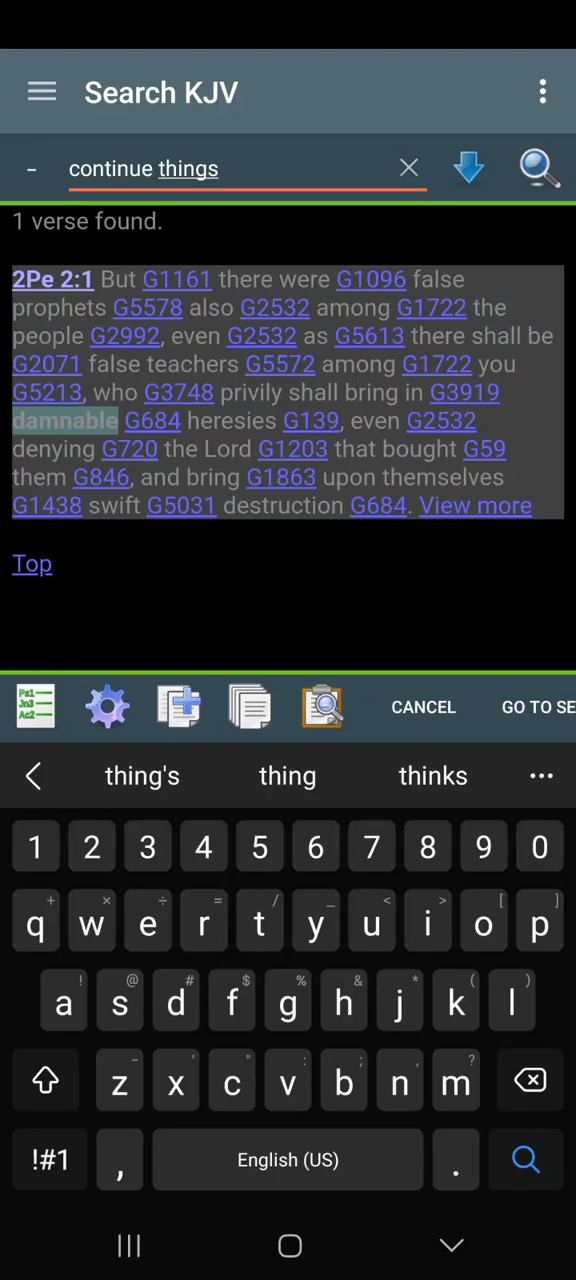 Search KJV
- continue things
1 verse found.
2Pe 2:1 But G1161 there were G1096 false
prophets G5578 also G2532 among G1722 the
people G2992, even G2532 as G5613 there shall be
G2071 false teachers G5572 among G1722 you
G5213, who G3748 privily shall bring in G3919
damnable G684 heresies G139, even G2532
denying G720 the Lord G1203 that bought G59
them G846, and bring G1863 upon themselves
G1438 swift G5031 destruction G684. View more
Top
Ps1
Jn3
Ac2
CANCEL GO TO SE
thing's thing thinks
1 2 3 4 5 6 7 8 9 0
+ × ÷ = / _ < > [ ]
q w e r t y u i o p
! @ # $ % & * ( )
a s d f g h j k l
- ' " : ; , ?
z x c v b n m
!#1 , English (US) .